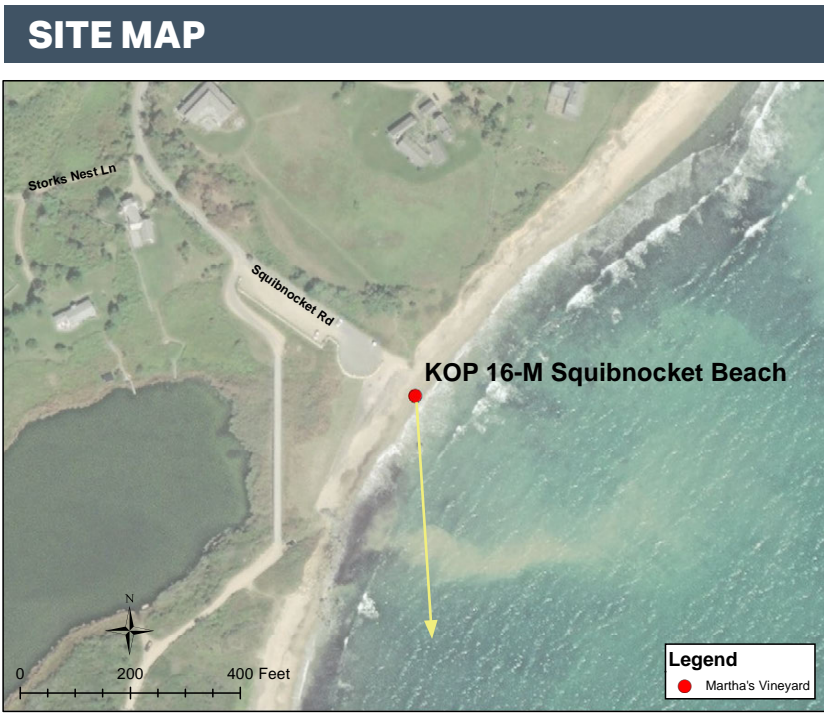 SITE MAP
Storks Nest Ln
Squibnocket Rd
KOP 16-M Squibnocket Beach
N
0 200 400 Feet
Legend
Martha's Vineyard